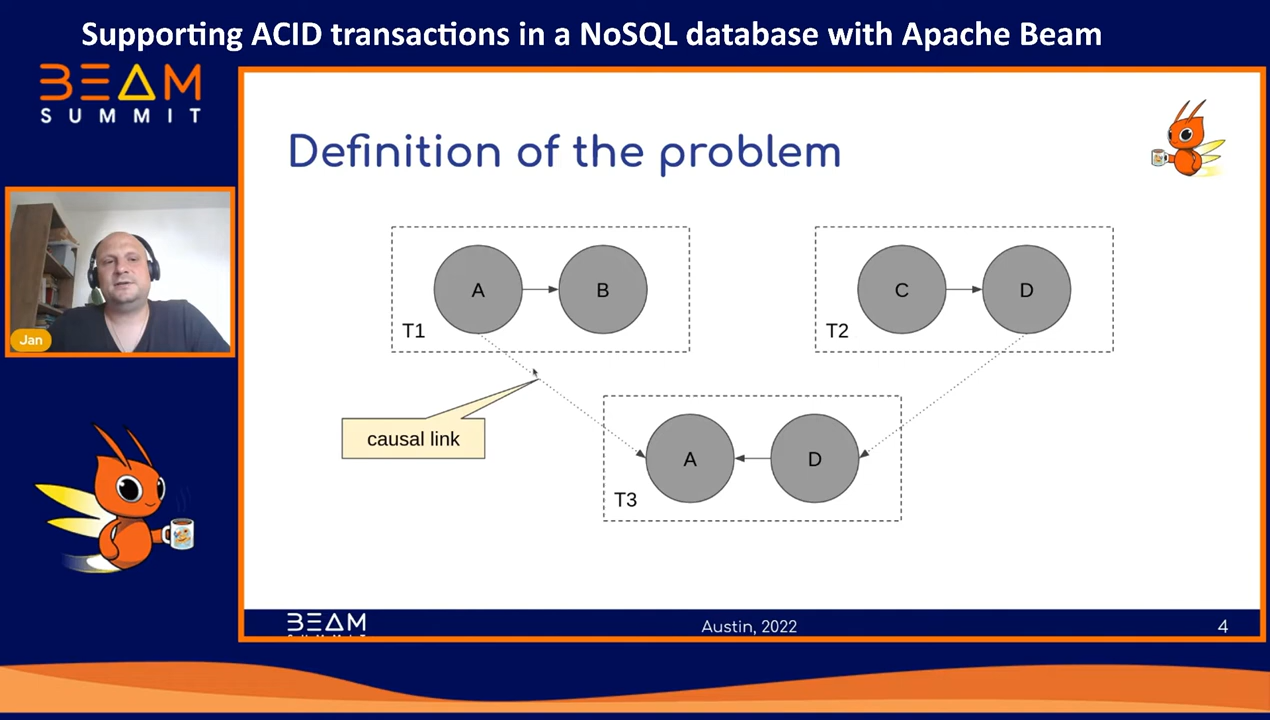 Supporting ACID transactions in a NoSQL database with Apache Beam
BEAM
SUMMIT
Definition of the problem
A
B
T1
C
D
T2
causal link
A
D
T3
Jan
BEAM
Austin, 2022
4